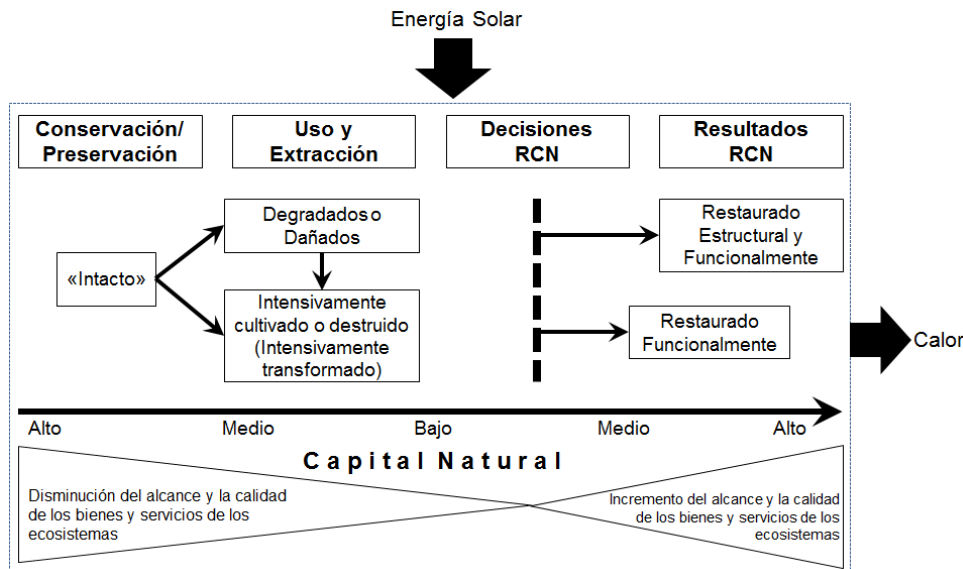 Energía Solar
Conservación/
Preservación
Uso y
Extracción
Decisiones
RCN
Resultados
RCN
«Intacto»
Degradados o
Dañados
Intensivamente
cultivado o destruido
(Intensivamente
transformado)
Restaurado
Estructural y
Funcionalmente
Restaurado
Funcionalmente
Calor
Alto
Medio
Bajo
Medio
Alto
Capital Natural
Disminución del alcance y la calidad
de los bienes y servicios de los
ecosistemas
Incremento del alcance y la calidad
de los bienes y servicios de los
ecosistemas